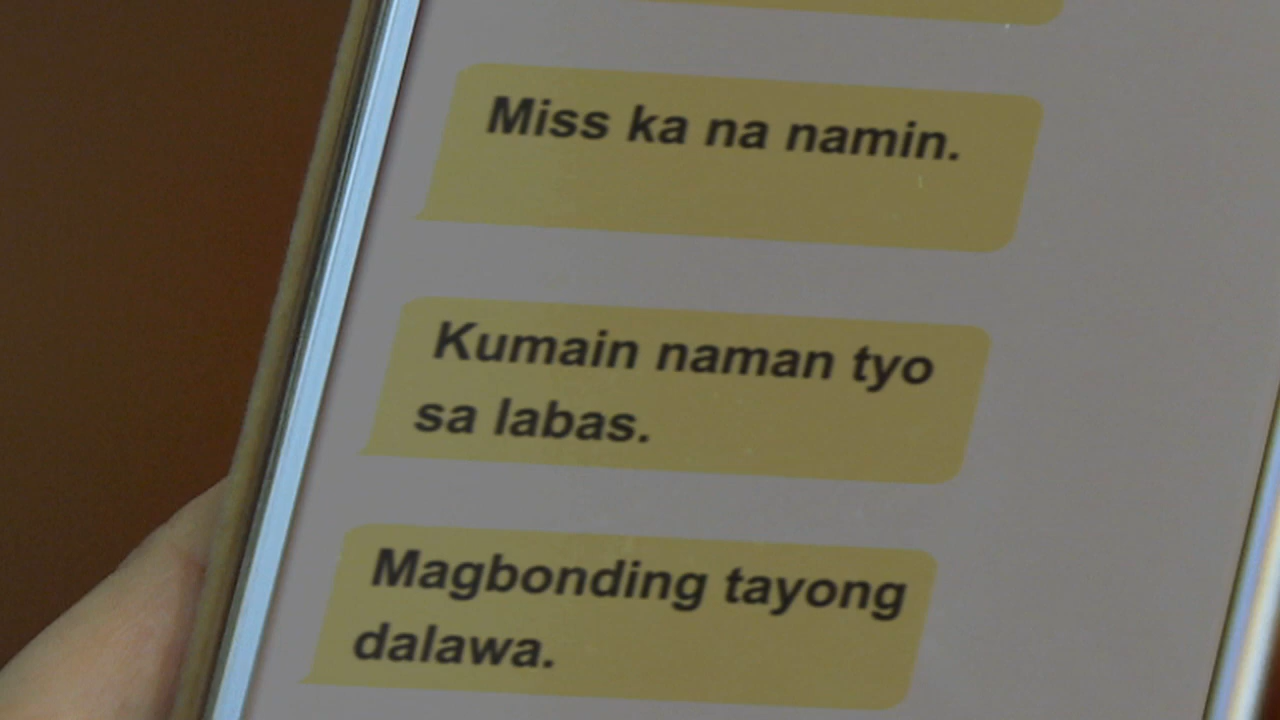 Miss ka na namin.
Kumain naman tyo
sa labas.
Magbonding tayong
dalawa.